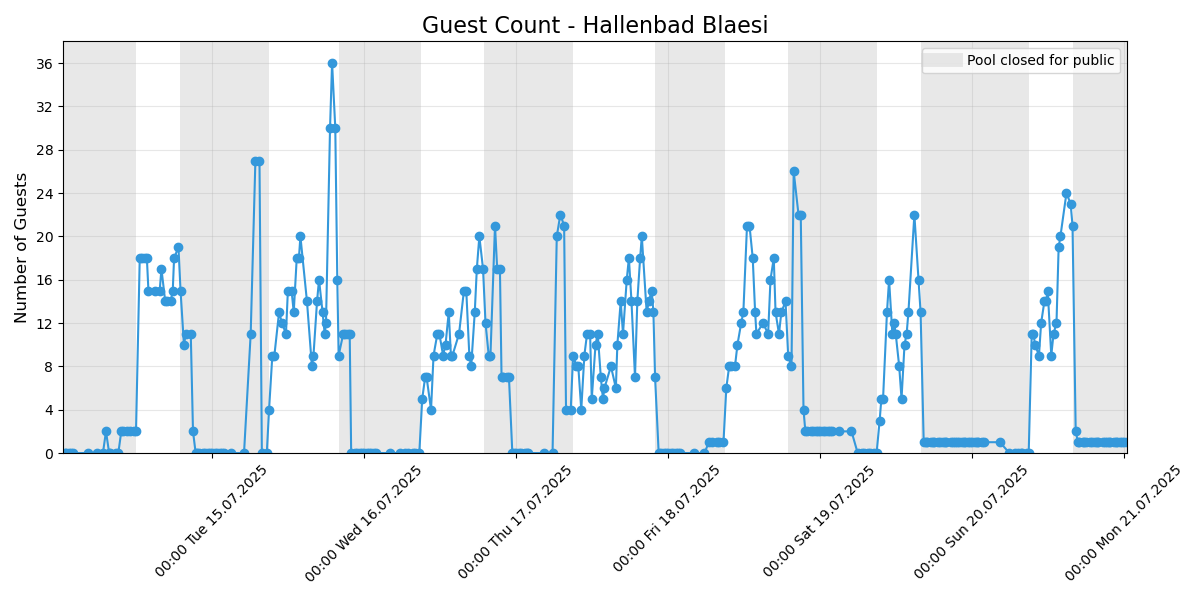 Guest Count - Hallenbad Blaesi
Pool closed for public
Number of Guests
36
32
28
24
20
16
12
8
4
0
00:00 Tue 15.07.2025
00:00 Wed 16.07.2025
00:00 Thu 17.07.2025
00:00 Fri 18.07.2025
00:00 Sat 19.07.2025
00:00 Sun 20.07.2025
00:00 Mon 21.07.2025